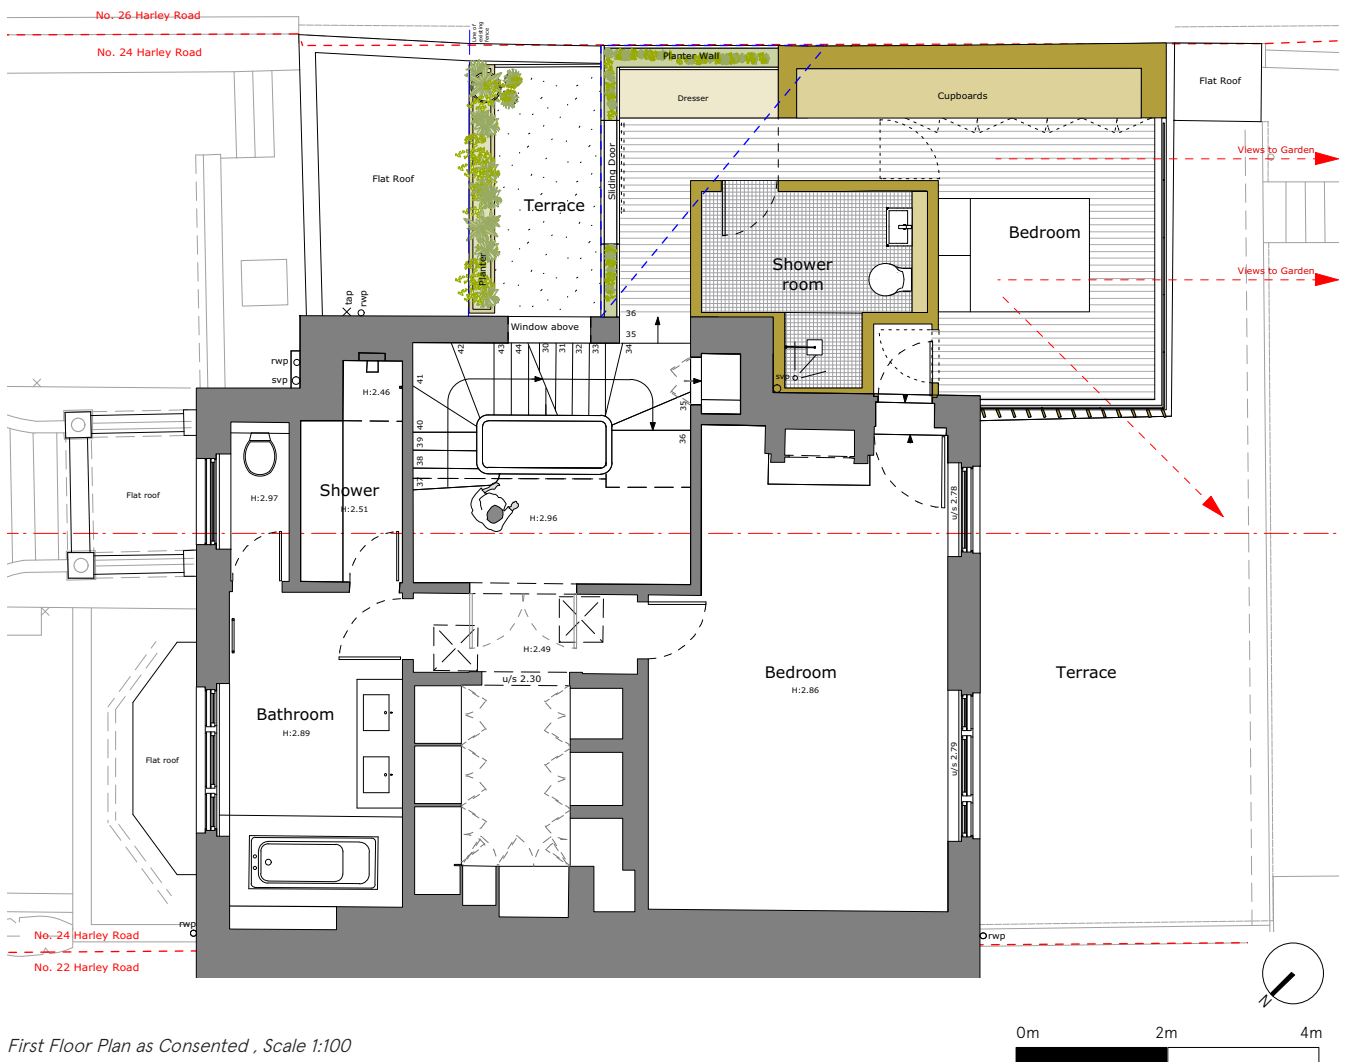 No. 26 Harley Road
No. 24 Harley Road
Line of
existing
fence
Planter Wall
Flat Roof
Dresser
Cupboards
Views to Garden
Sliding Door
Flat Roof
Terrace
Bedroom
Shower
room
Planter
Views to Garden
tap
rwp
Window above
36
35
34
33
32
31
30
44
43
42
41
40
39
38
37
35
36
rwp
svp
svp
H:2.46
Shower
H:2.51
H:2.97
H:2.96
Flat roof
u/s 2.78
H:2.49
u/s 2.30
Bedroom
H:2.86
Terrace
Bathroom
H:2.89
Flat roof
u/s 2.79
rwp
No. 24 Harley Road
No. 22 Harley Road
rwp
N
First Floor Plan as Consented , Scale 1:100
0m
2m
4m